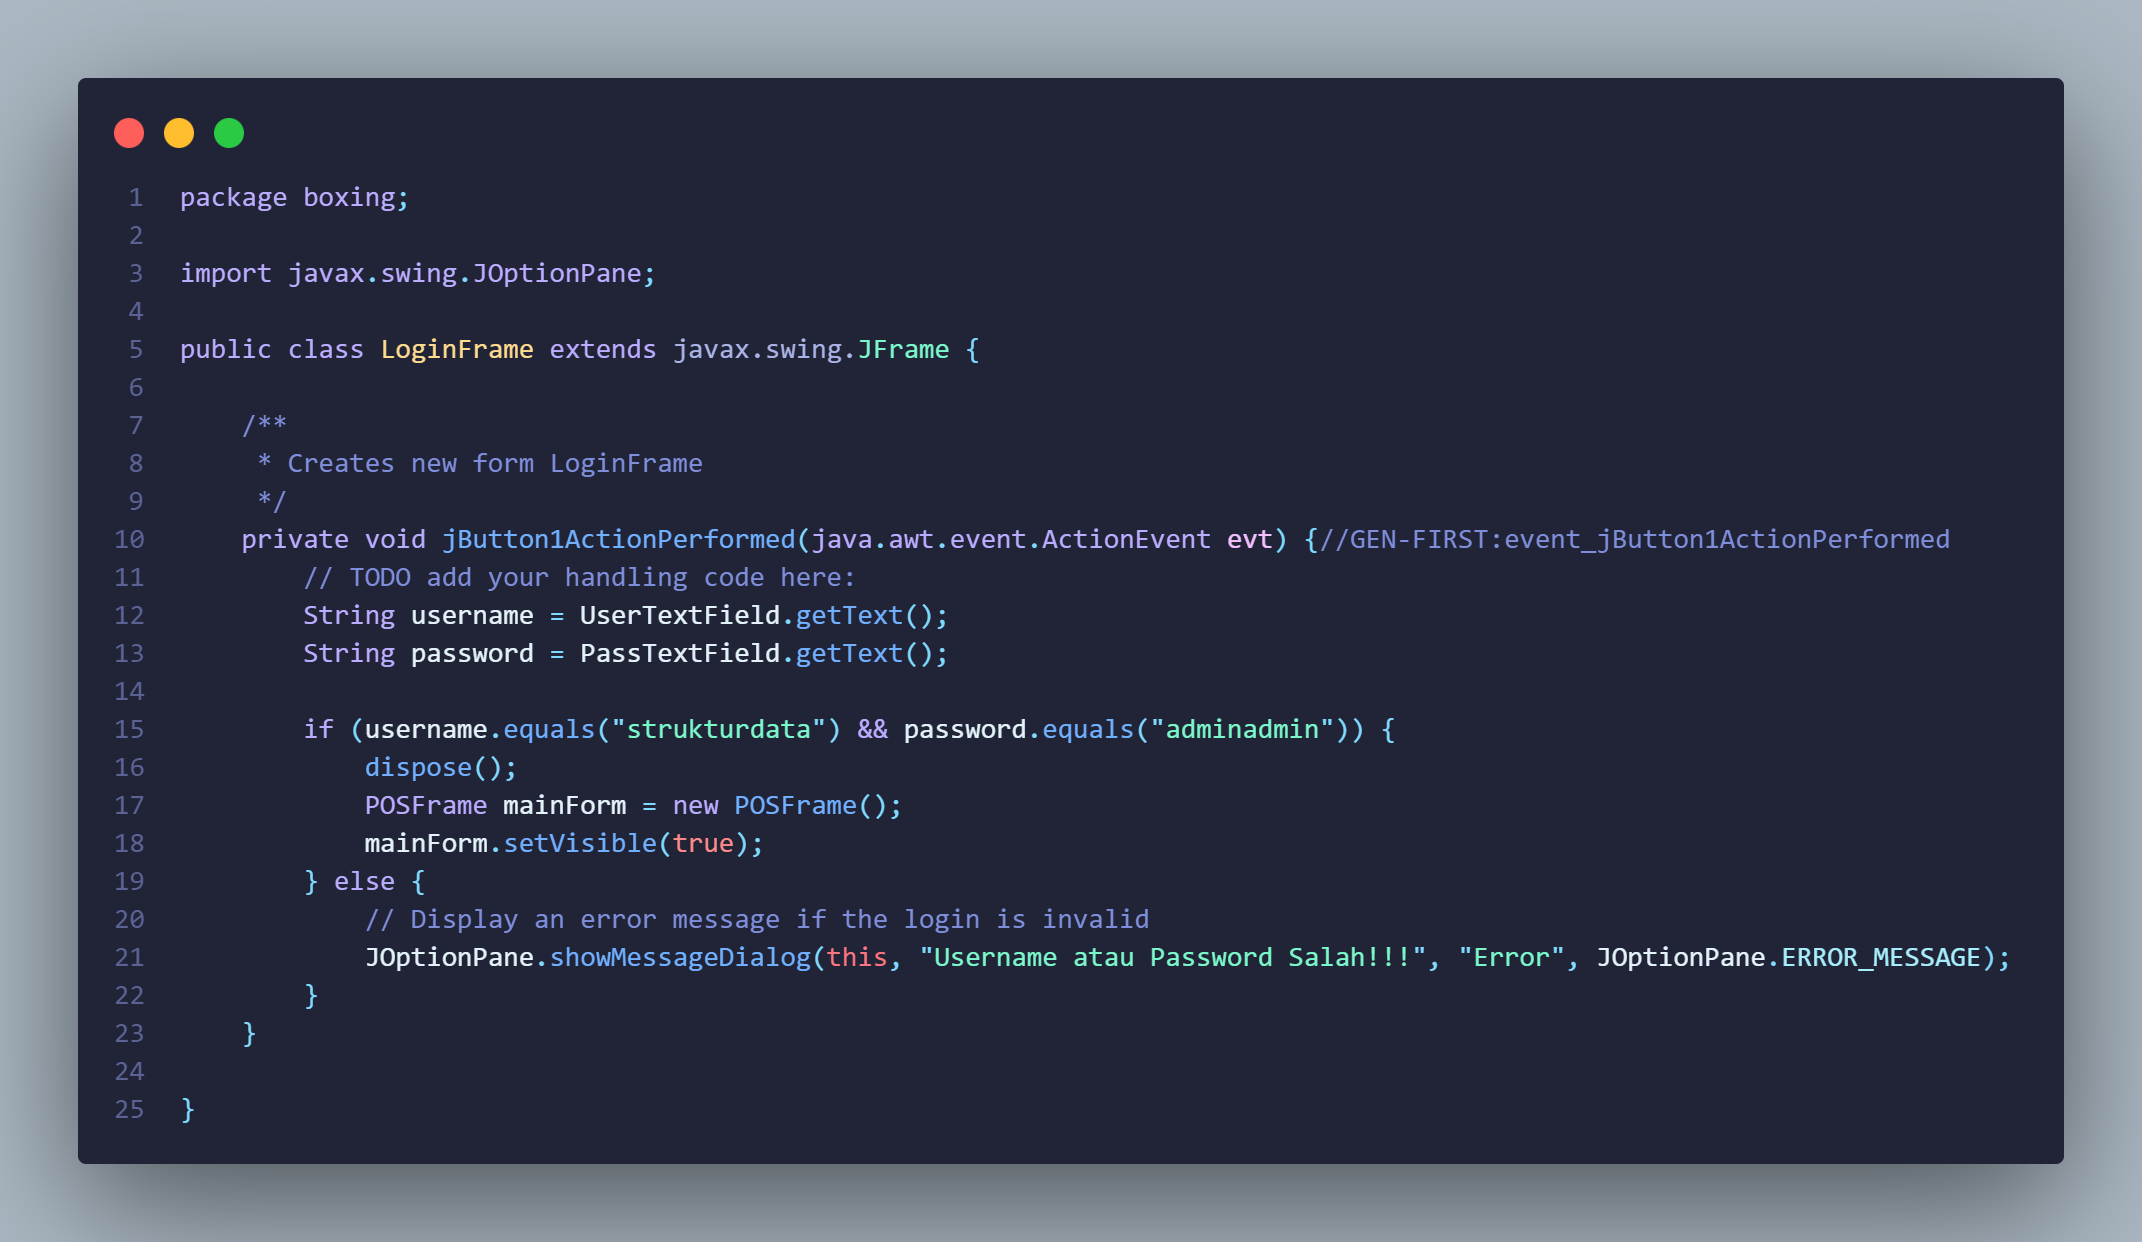 1 package boxing;
2
3 import javax.swing.JOptionPane;
4
5 public class LoginFrame extends javax.swing.JFrame {
6
7     /**
8      * Creates new form LoginFrame
9      */
10     private void jButton1ActionPerformed(java.awt.event.ActionEvent evt) {//GEN-FIRST:event_jButton1ActionPerformed
11         // TODO add your handling code here:
12         String username = UserTextField.getText();
13         String password = PassTextField.getText();
14
15         if (username.equals("strukturdata") && password.equals("adminadmin")) {
16             dispose();
17             POSFrame mainForm = new POSFrame();
18             mainForm.setVisible(true);
19         } else {
20             // Display an error message if the login is invalid
21             JOptionPane.showMessageDialog(this, "Username atau Password Salah!!!", "Error", JOptionPane.ERROR_MESSAGE);
22         }
23     }
24
25 }